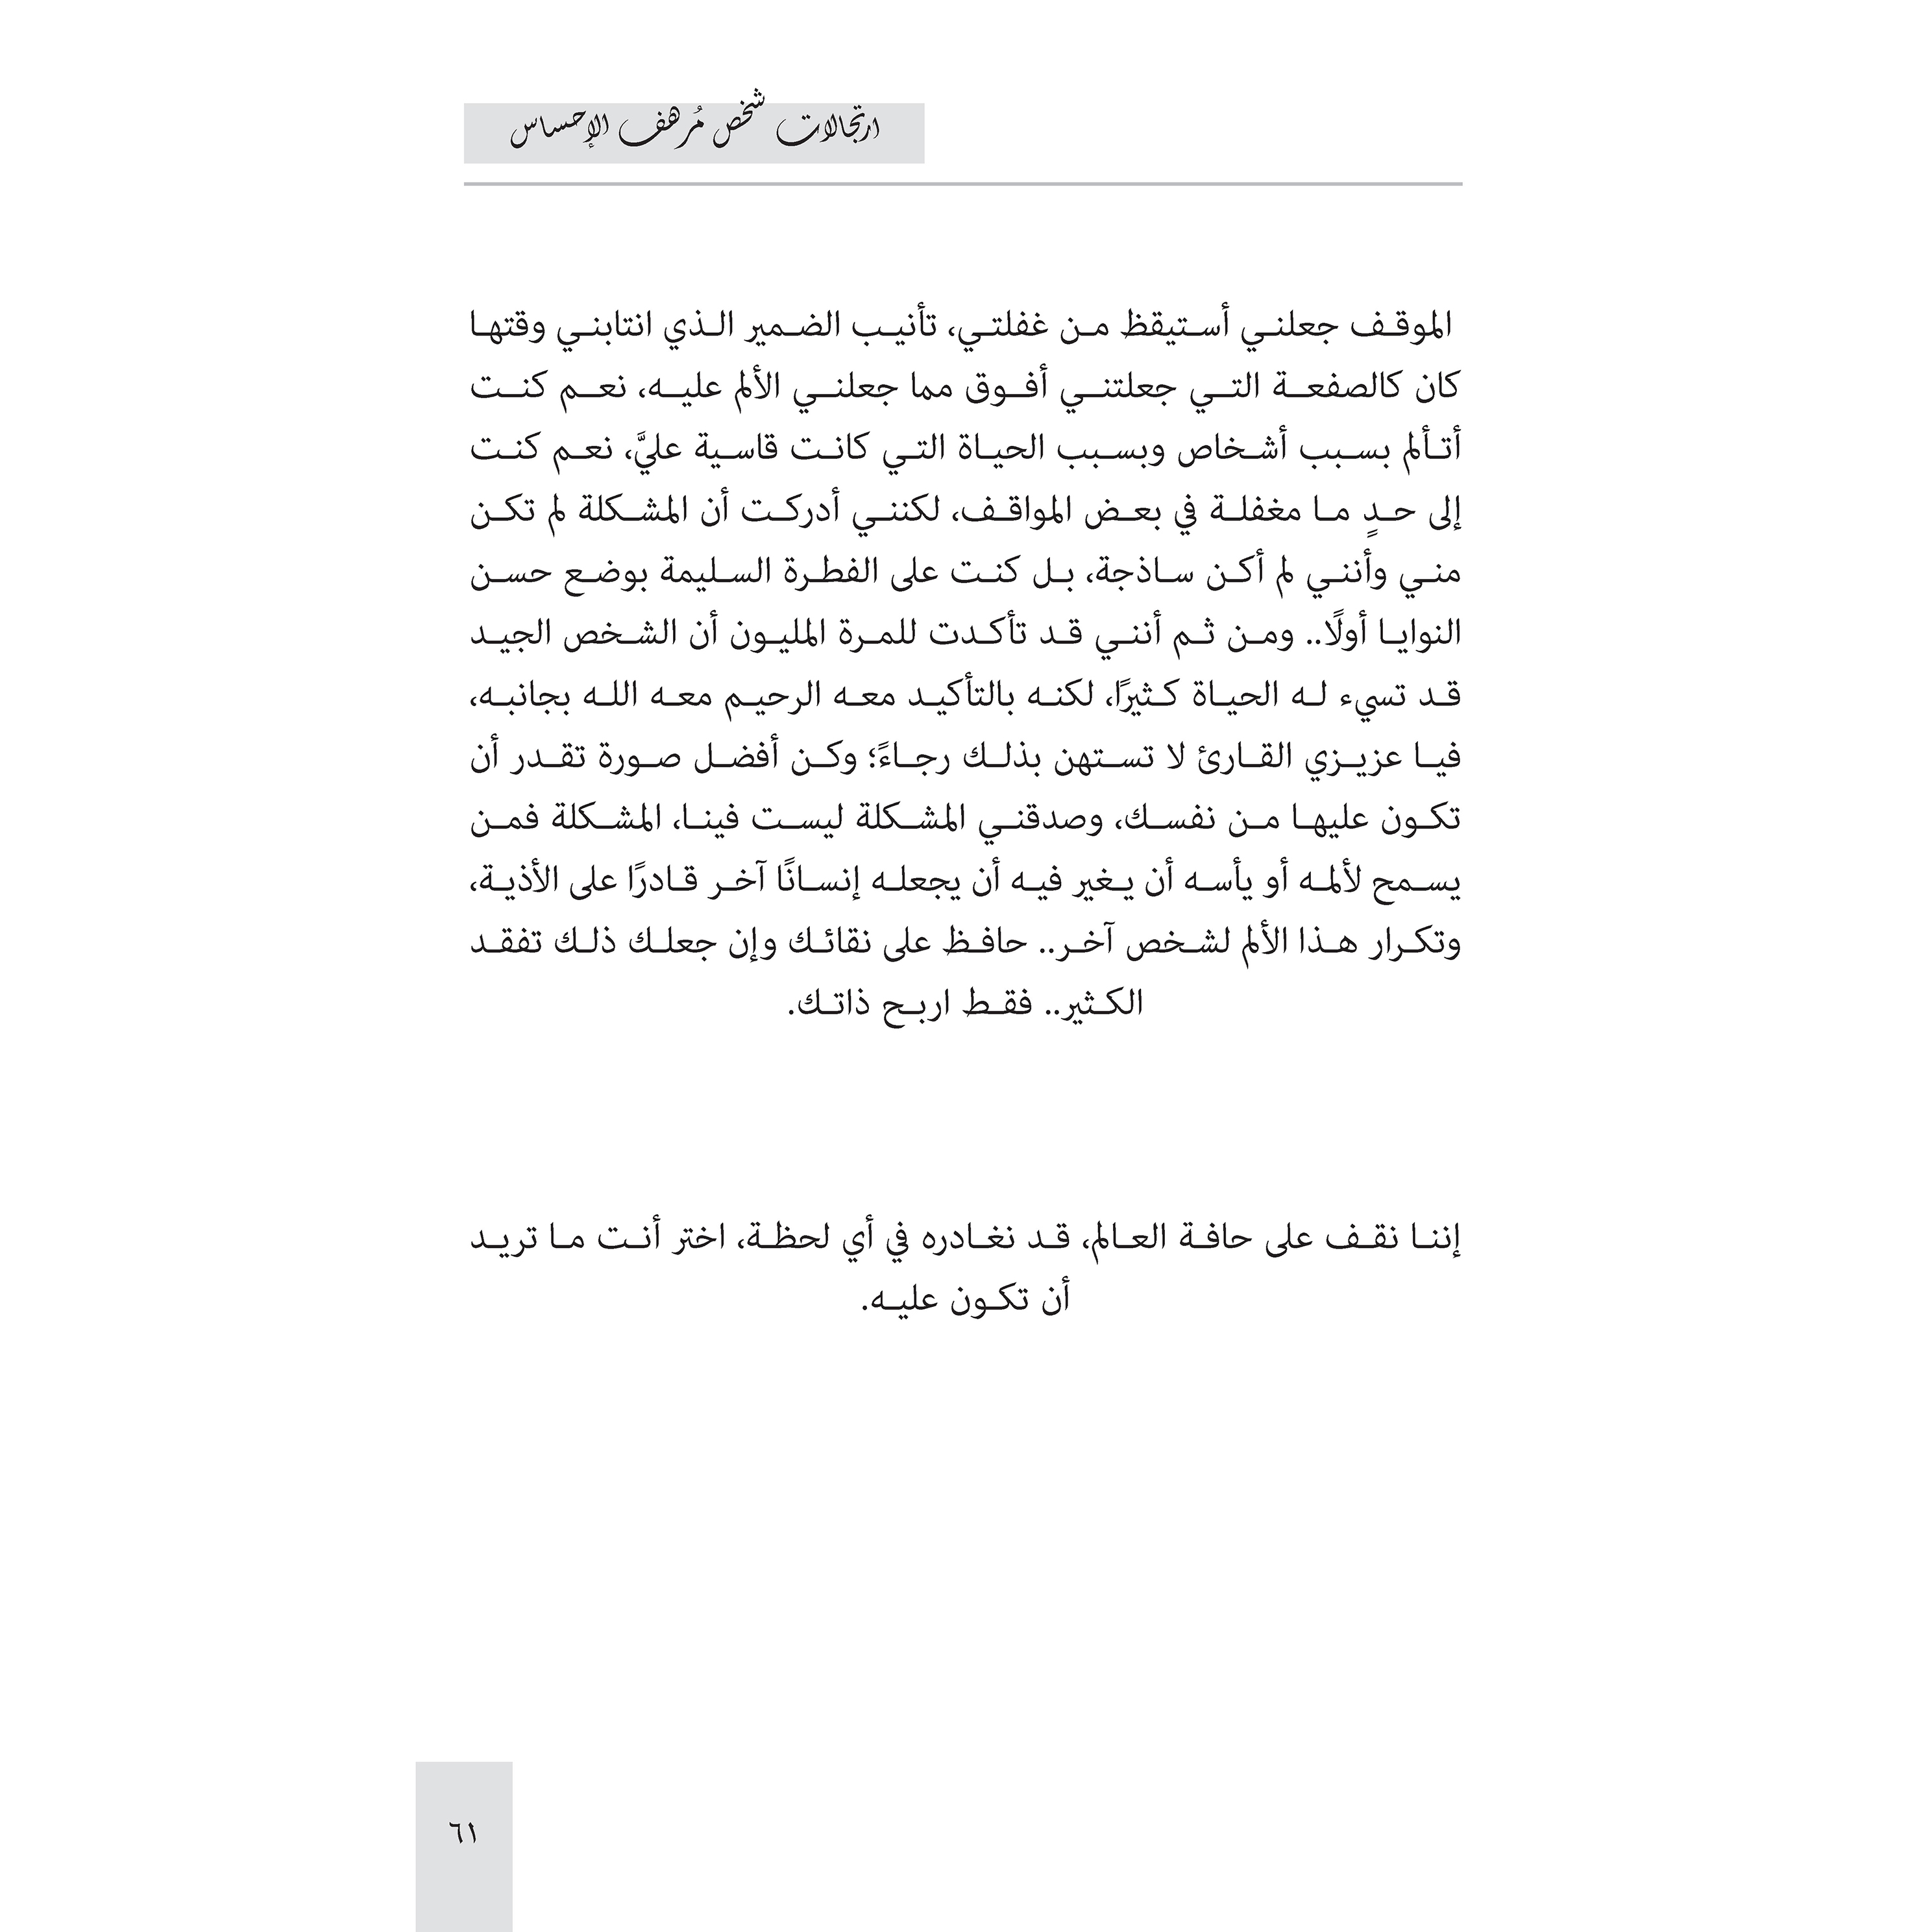 ارتجالات شخص مُرهف الإحساس
الموقف جعلني أستيقظ من غفلتي، تأنيب الضمير الذي انتابني وقتها
كان كالصفعة التي جعلتني أفوق مما جعلني الألم عليه، نعم كنت
أتألم بسبب أشخاص وبسبب الحياة التي كانت قاسية عليَّ، نعم كنت
إلى حدٍ ما مغفلة في بعض المواقف، لكنني أدركت أن المشكلة لم تكن
مني وأنني لم أكن ساذجة، بل كنت على الفطرة السليمة بوضع حسن
النوايا أولًا.. ومن ثم أنني قد تأكدت للمرة المليون أن الشخص الجيد
قد تسيء له الحياة كثيرًا، لكنه بالتأكيد معه الرحيم معه الله بجانبه،
فيا عزيزي القارئ لا تستهن بذلك رجاءً؛ وكن أفضل صورة تقدر أن
تكون عليها من نفسك، وصدقني المشكلة ليست فينا، المشكلة فمن
يسمح لألمه أو يأسه أن يغير فيه أن يجعله إنسانًا آخر قادرًا على الأذية،
وتكرار هذا الألم لشخص آخر.. حافظ على نقائك وإن جعلك ذلك تفقد
الكثير.. فقط اربح ذاتك.
إننا نقف على حافة العالم، قد نغادره في أي لحظة، اختر أنت ما تريد
أن تكون عليه.
٦١